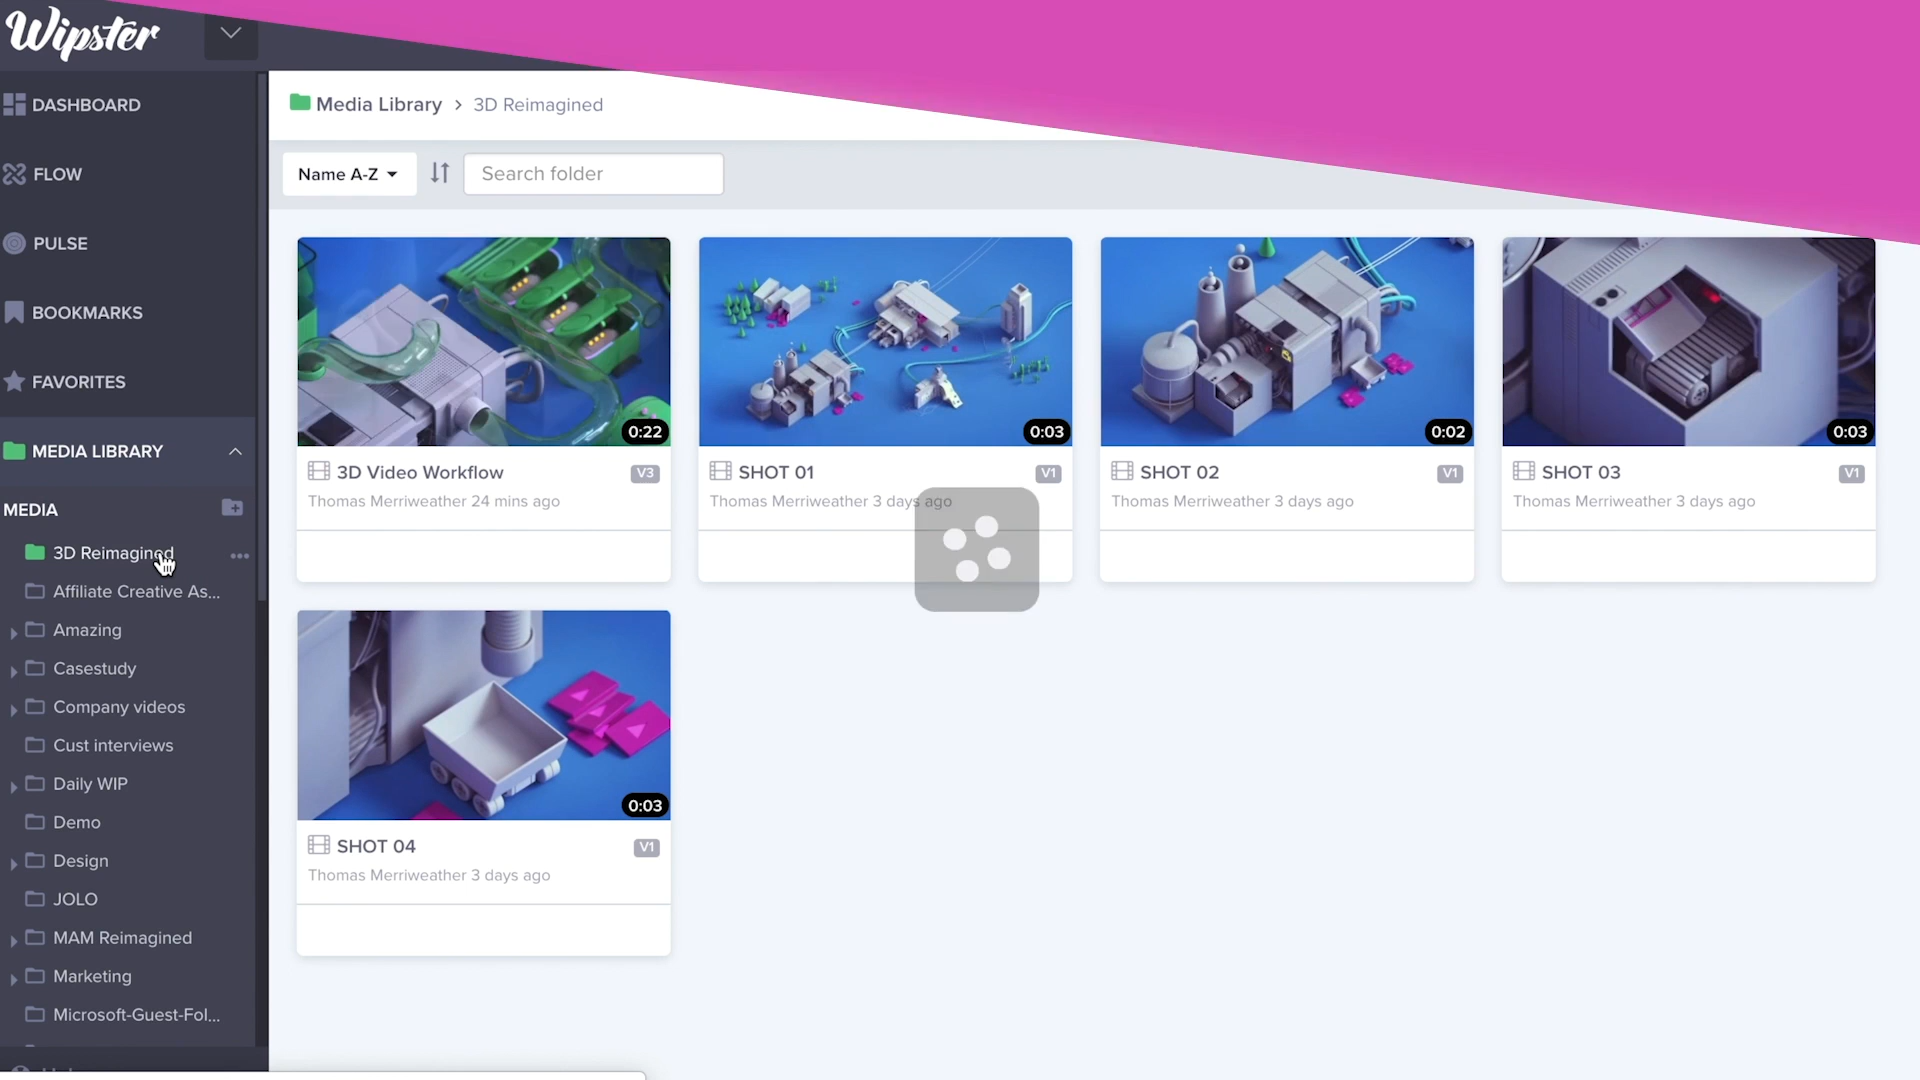 Wipster
DASHBOARD
FLOW
PULSE
BOOKMARKS
FAVORITES
MEDIA LIBRARY
MEDIA
3D Reimagined
Affiliate Creative As...
Amazing
Casestudy
Company videos
Cust interviews
Daily WIP
Demo
Design
JOLO
MAM Reimagined
Marketing
Microsoft-Guest-Fol...
Media Library > 3D Reimagined
Name A-Z
Search folder
0:22
3D Video Workflow V3
Thomas Merriweather 24 mins ago
0:03
SHOT 01 V1
Thomas Merriweather 3 days ago
0:02
SHOT 02 V1
Thomas Merriweather 3 days ago
0:03
SHOT 03 V1
Thomas Merriweather 3 days ago
0:03
SHOT 04 V1
Thomas Merriweather 3 days ago